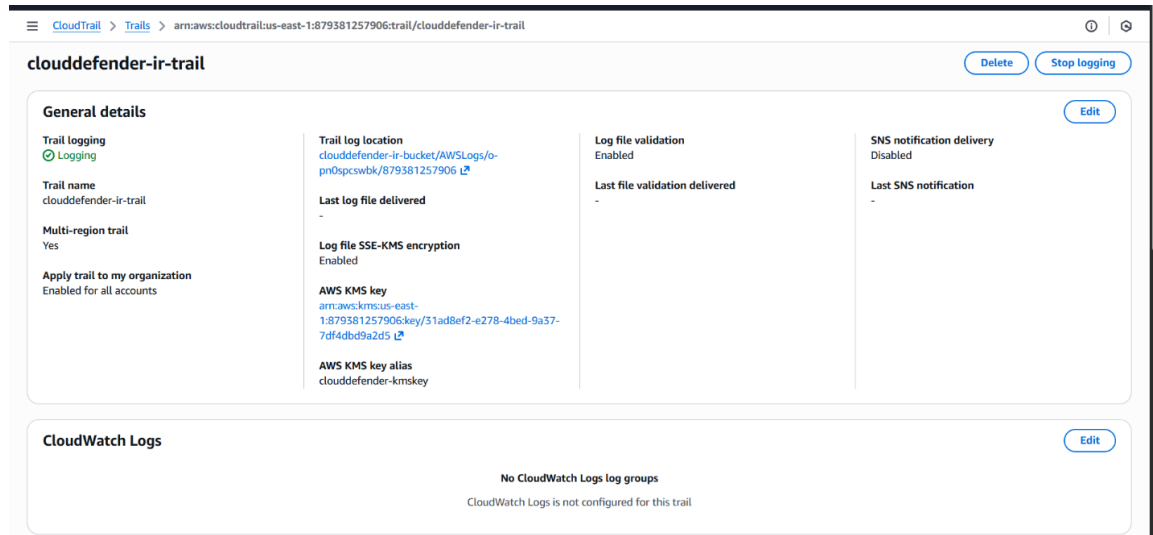 CloudTrail > Trails > arn:aws:cloudtrail:us-east-1:879381257906:trail/clouddefender-ir-trail
clouddefender-ir-trail
Delete
Stop logging
General details
Edit
Trail logging
Logging
Trail name
clouddefender-ir-trail
Multi-region trail
Yes
Apply trail to my organization
Enabled for all accounts
Trail log location
clouddefender-ir-bucket/AWSLogs/o-
pn0spcswbk/879381257906
Last log file delivered
-
Log file SSE-KMS encryption
Enabled
AWS KMS key
arn:aws:kms:us-east-
1:879381257906:key/31ad8ef2-e278-4bed-9a37-
7df4dbd9a2d5
AWS KMS key alias
clouddefender-kmskey
Log file validation
Enabled
Last file validation delivered
-
SNS notification delivery
Disabled
Last SNS notification
-
CloudWatch Logs
Edit
No CloudWatch Logs log groups
CloudWatch Logs is not configured for this trail